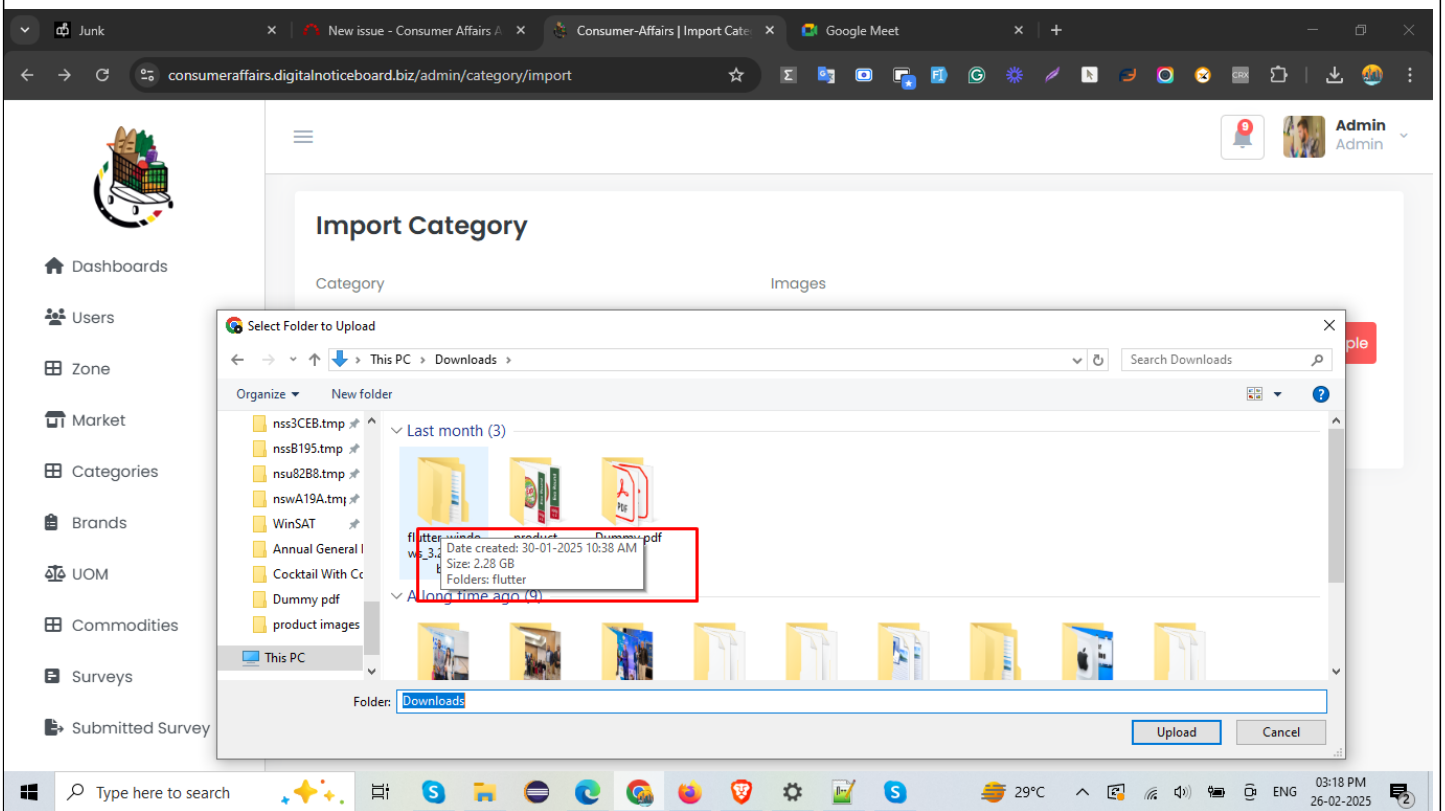 Junk
New issue - Consumer Affairs A
Consumer-Affairs | Import Cate
Google Meet
consumeraffairs.digitalnoticeboard.biz/admin/category/import
9
Admin
Admin
Import Category
Category
Images
Dashboards
Users
Zone
Market
Categories
Brands
UOM
Commodities
Surveys
Submitted Survey
ple
Select Folder to Upload
This PC > Downloads >
Search Downloads
Organize
New folder
nss3CEB.tmp
nssB195.tmp
nsu82B8.tmp
nswA19A.tmp
WinSAT
Annual General
Cocktail With Co
Dummy pdf
product images
This PC
Last month (3)
product
Dummy pdf
Date created: 30-01-2025 10:38 AM
Size: 2.28 GB
Folders: flutter
A long time ago (9)
Folder: Downloads
Upload
Cancel
Type here to search
29°C
ENG
03:18 PM
26-02-2025
2